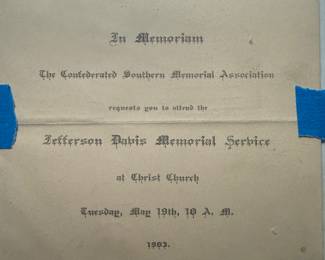 In Memoriam
The Confederated Southern Memorial Association
requests you to attend the
Jefferson Davis Memorial Service
at Christ Church
Tuesday, May 19th, 10 A. M.
1903.